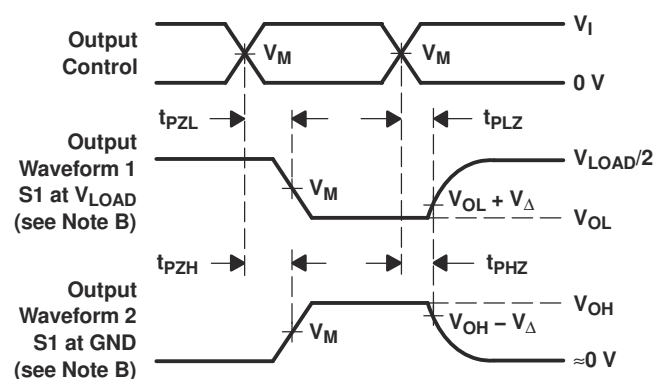 Output
Control
V_I
V_M
V_M
0 V
t_PZL
t_PLZ
Output
Waveform 1
S1 at V_LOAD
(see Note B)
V_LOAD/2
V_M
V_OL + V_Δ
V_OL
t_PZH
t_PHZ
Output
Waveform 2
S1 at GND
(see Note B)
V_OH
V_M
V_OH − V_Δ
≈0 V